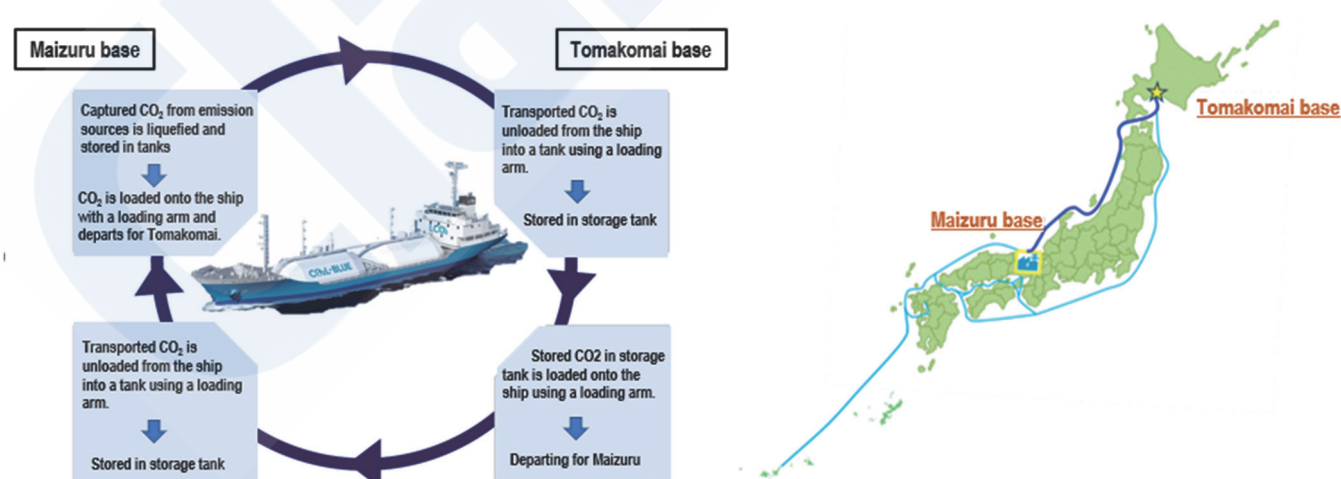 Maizuru base
Tomakomai base
Captured CO₂ from emission
sources is liquefied and
stored in tanks
CO₂ is loaded onto the ship
with a loading arm and
departs for Tomakomai.
Transported CO₂ is
unloaded from the ship
into a tank using a loading
arm.
Stored in storage tank
Transported CO₂ is
unloaded from the ship
into a tank using a loading
arm.
Stored in storage tank
Stored CO2 in storage
tank is loaded onto the
ship using a loading arm.
Departing for Maizuru
LCO₂
Tomakomai base
Maizuru base